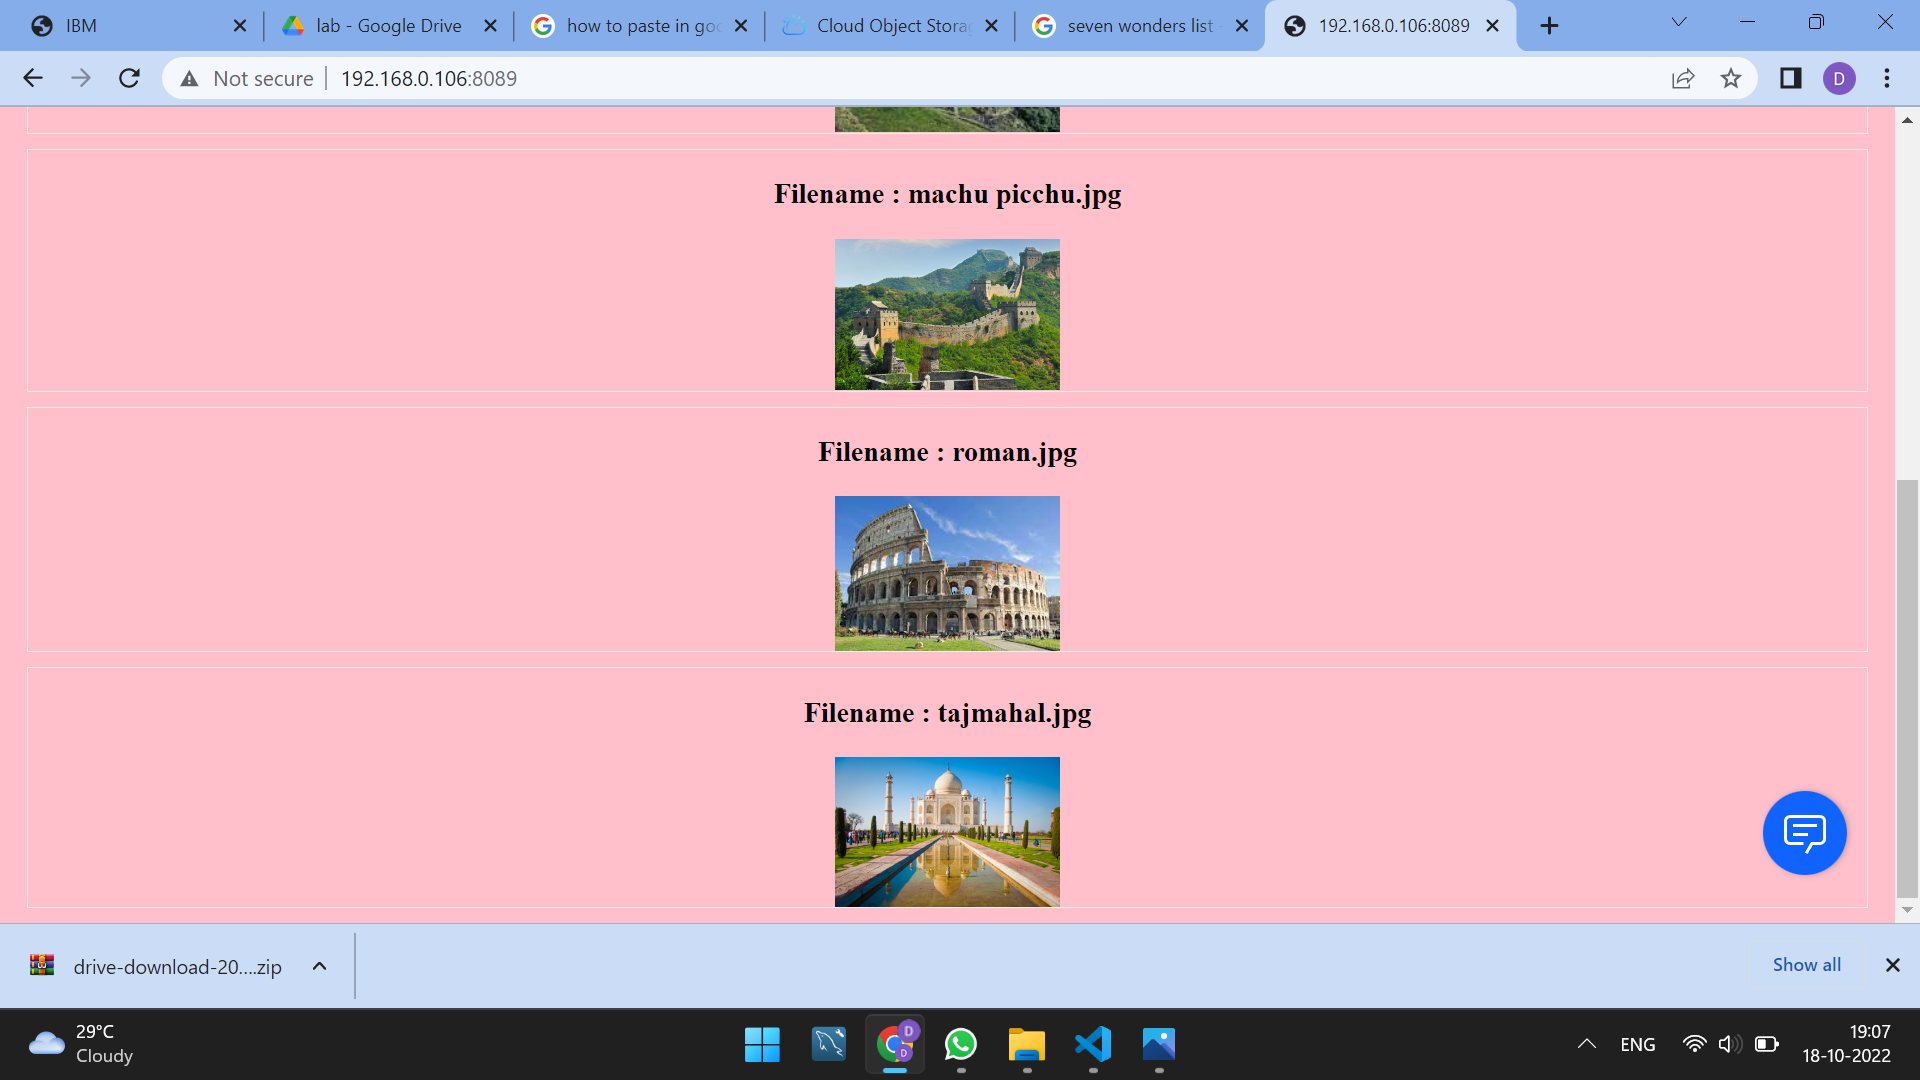 IBM
lab - Google Drive
how to paste in goo
Cloud Object Storag
seven wonders list -
192.168.0.106:8089
Not secure
192.168.0.106:8089
D
Filename : machu picchu.jpg
Filename : roman.jpg
Filename : tajmahal.jpg
drive-download-20....zip
Show all
29°C
Cloudy
D
D
ENG
19:07
18-10-2022